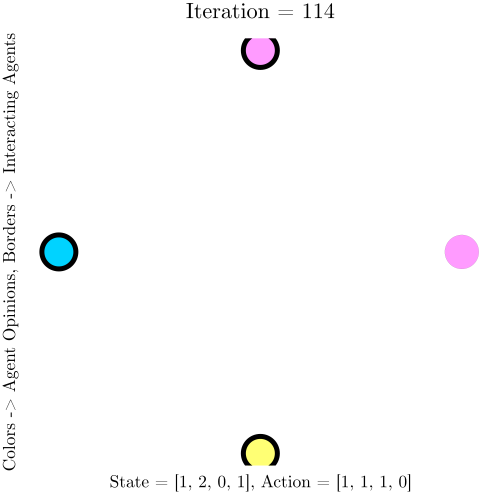 Iteration = 114
Colors -> Agent Opinions, Borders -> Interacting Agents
State = [1, 2, 0, 1], Action = [1, 1, 1, 0]